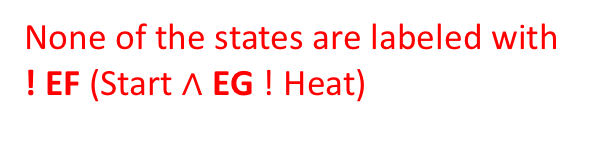 None of the states are labeled with
! EF (Start ∧ EG ! Heat)